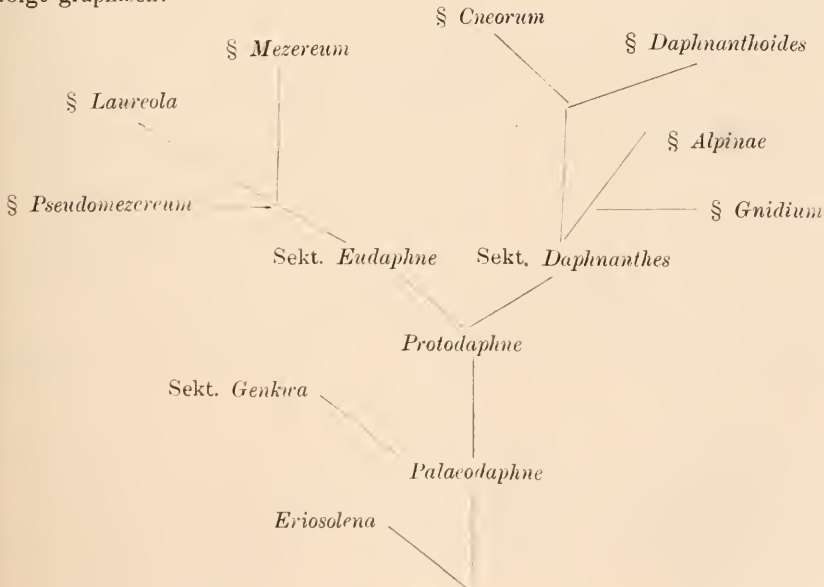 § Cneorum
§ Mezereum
§ Daphnanthoides
§ Laureola
§ Alpinae
§ Pseudomezereum
§ Gnidium
Sekt. Eudaphne
Sekt. Daphnanthes
Protodaphne
Sekt. Genkwa
Palaeodaphne
Eriosolena